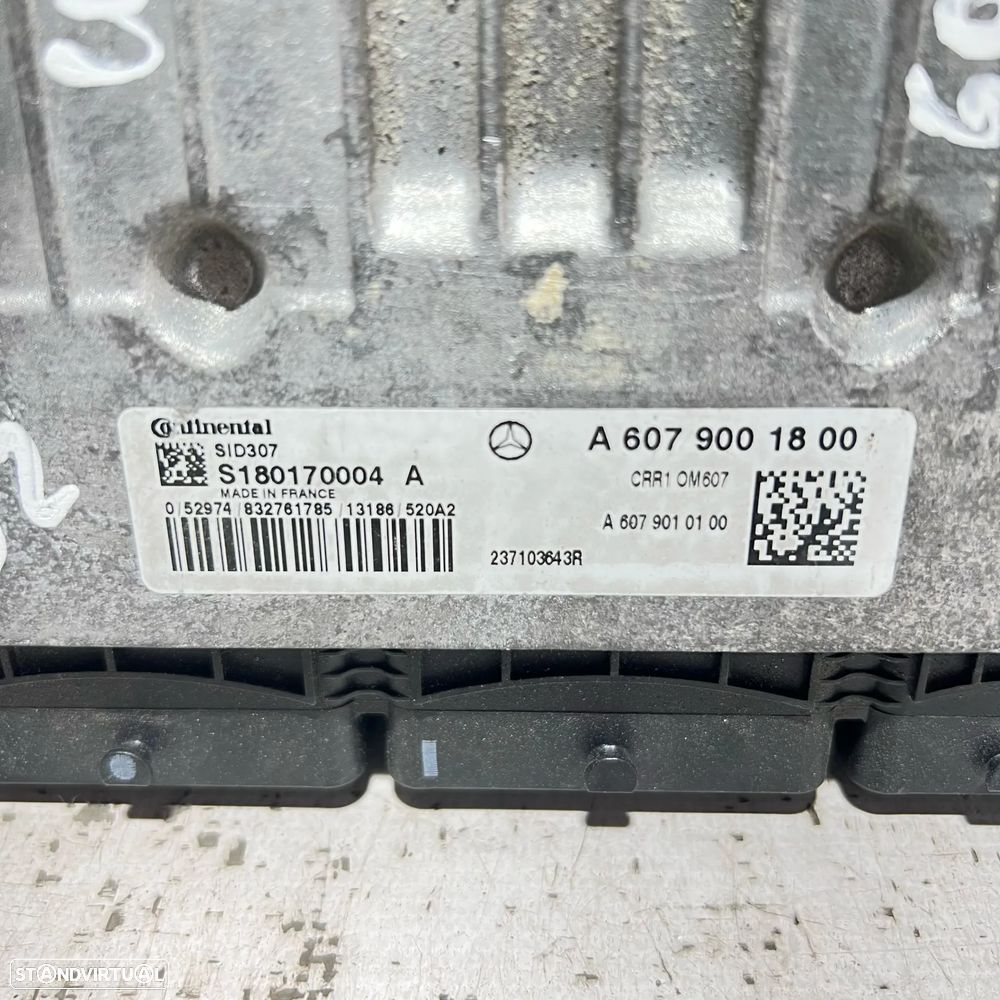 Continental
SID307
S180170004 A
MADE IN FRANCE
0/52974/832761785/13186/520A2
A 607 900 18 00
CRR1 OM607
A 607 901 01 00
237103643R
STANDVIRTUAL